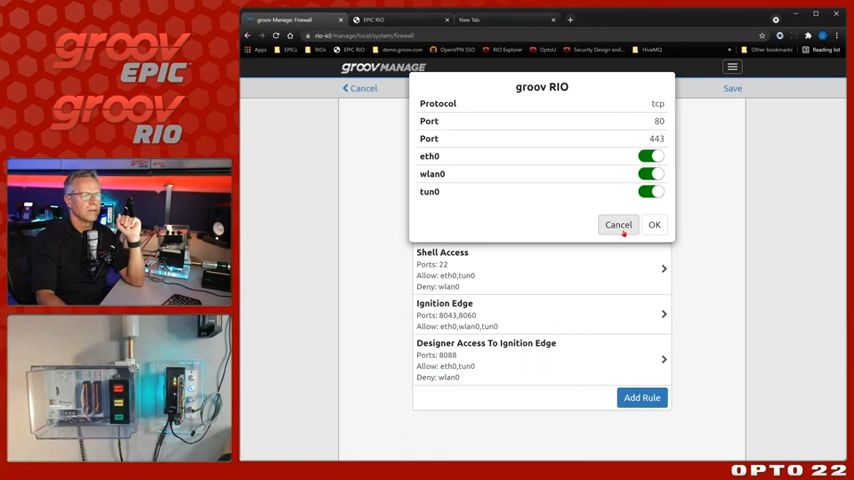 groov
EPIC
groov
RIO
groov Manage: Firewall
EPIC RIO
New Tab
rio-icl/manage/local/system/firewall
Apps
EPICs
RIOs
EPIC RIO
demo.groov.com
OpenVPN SSO
RIO Explorer
OptoU
Security Design and...
HiveMQ
Other bookmarks
Reading list
groovMANAGE
Cancel
Save
groov RIO
Protocol tcp
Port 80
Port 443
eth0
wlan0
tun0
Cancel OK
Shell Access
Ports: 22
Allow: eth0,tun0
Deny: wlan0
Ignition Edge
Ports: 8043,8060
Allow: eth0,wlan0,tun0
Designer Access To Ignition Edge
Ports: 8088
Allow: eth0,tun0
Deny: wlan0
Add Rule
OPTO 22